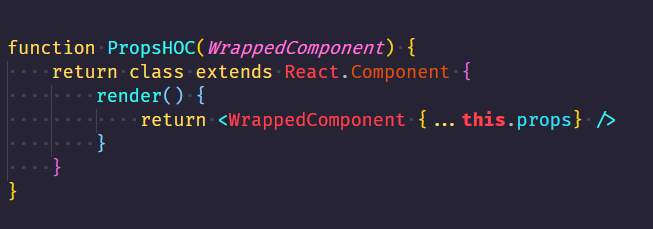 function PropsHOC(WrappedComponent) {
    return class extends React.Component {
        render() {
            return <WrappedComponent {...this.props} />
        }
    }
}